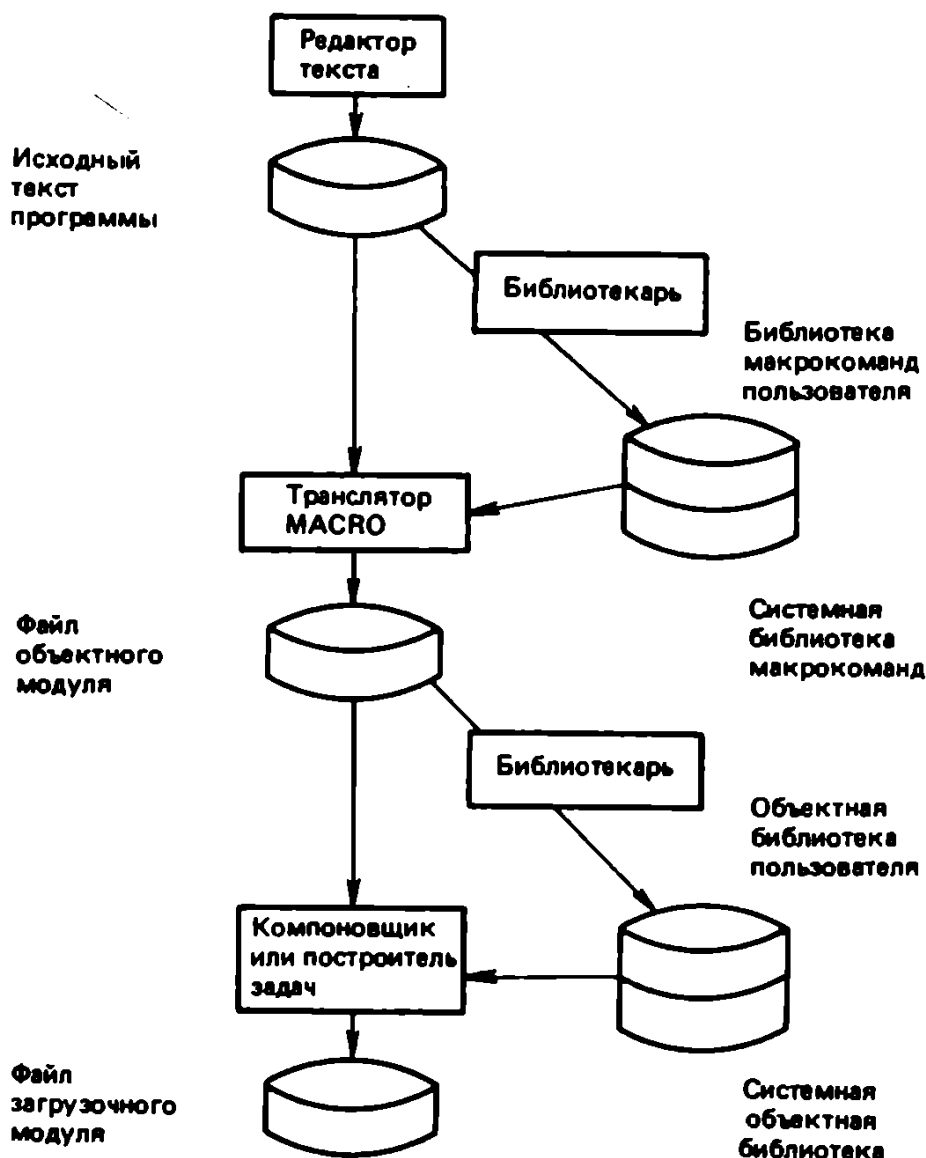 Редактор
текста
Исходный
текст
программы
Библиотекарь
Библиотека
макрокоманд
пользователя
Транслятор
MACRO
Системная
библиотека
макрокоманд
Файл
объектного
модуля
Библиотекарь
Объектная
библиотека
пользователя
Компоновщик
или построитель
задач
Файл
загрузочного
модуля
Системная
объектная
библиотека